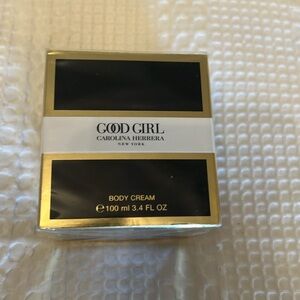 GOOD GIRL
CAROLINA HERRERA
NEW YORK
BODY CREAM
℮ 100 ml 3.4 FL OZ